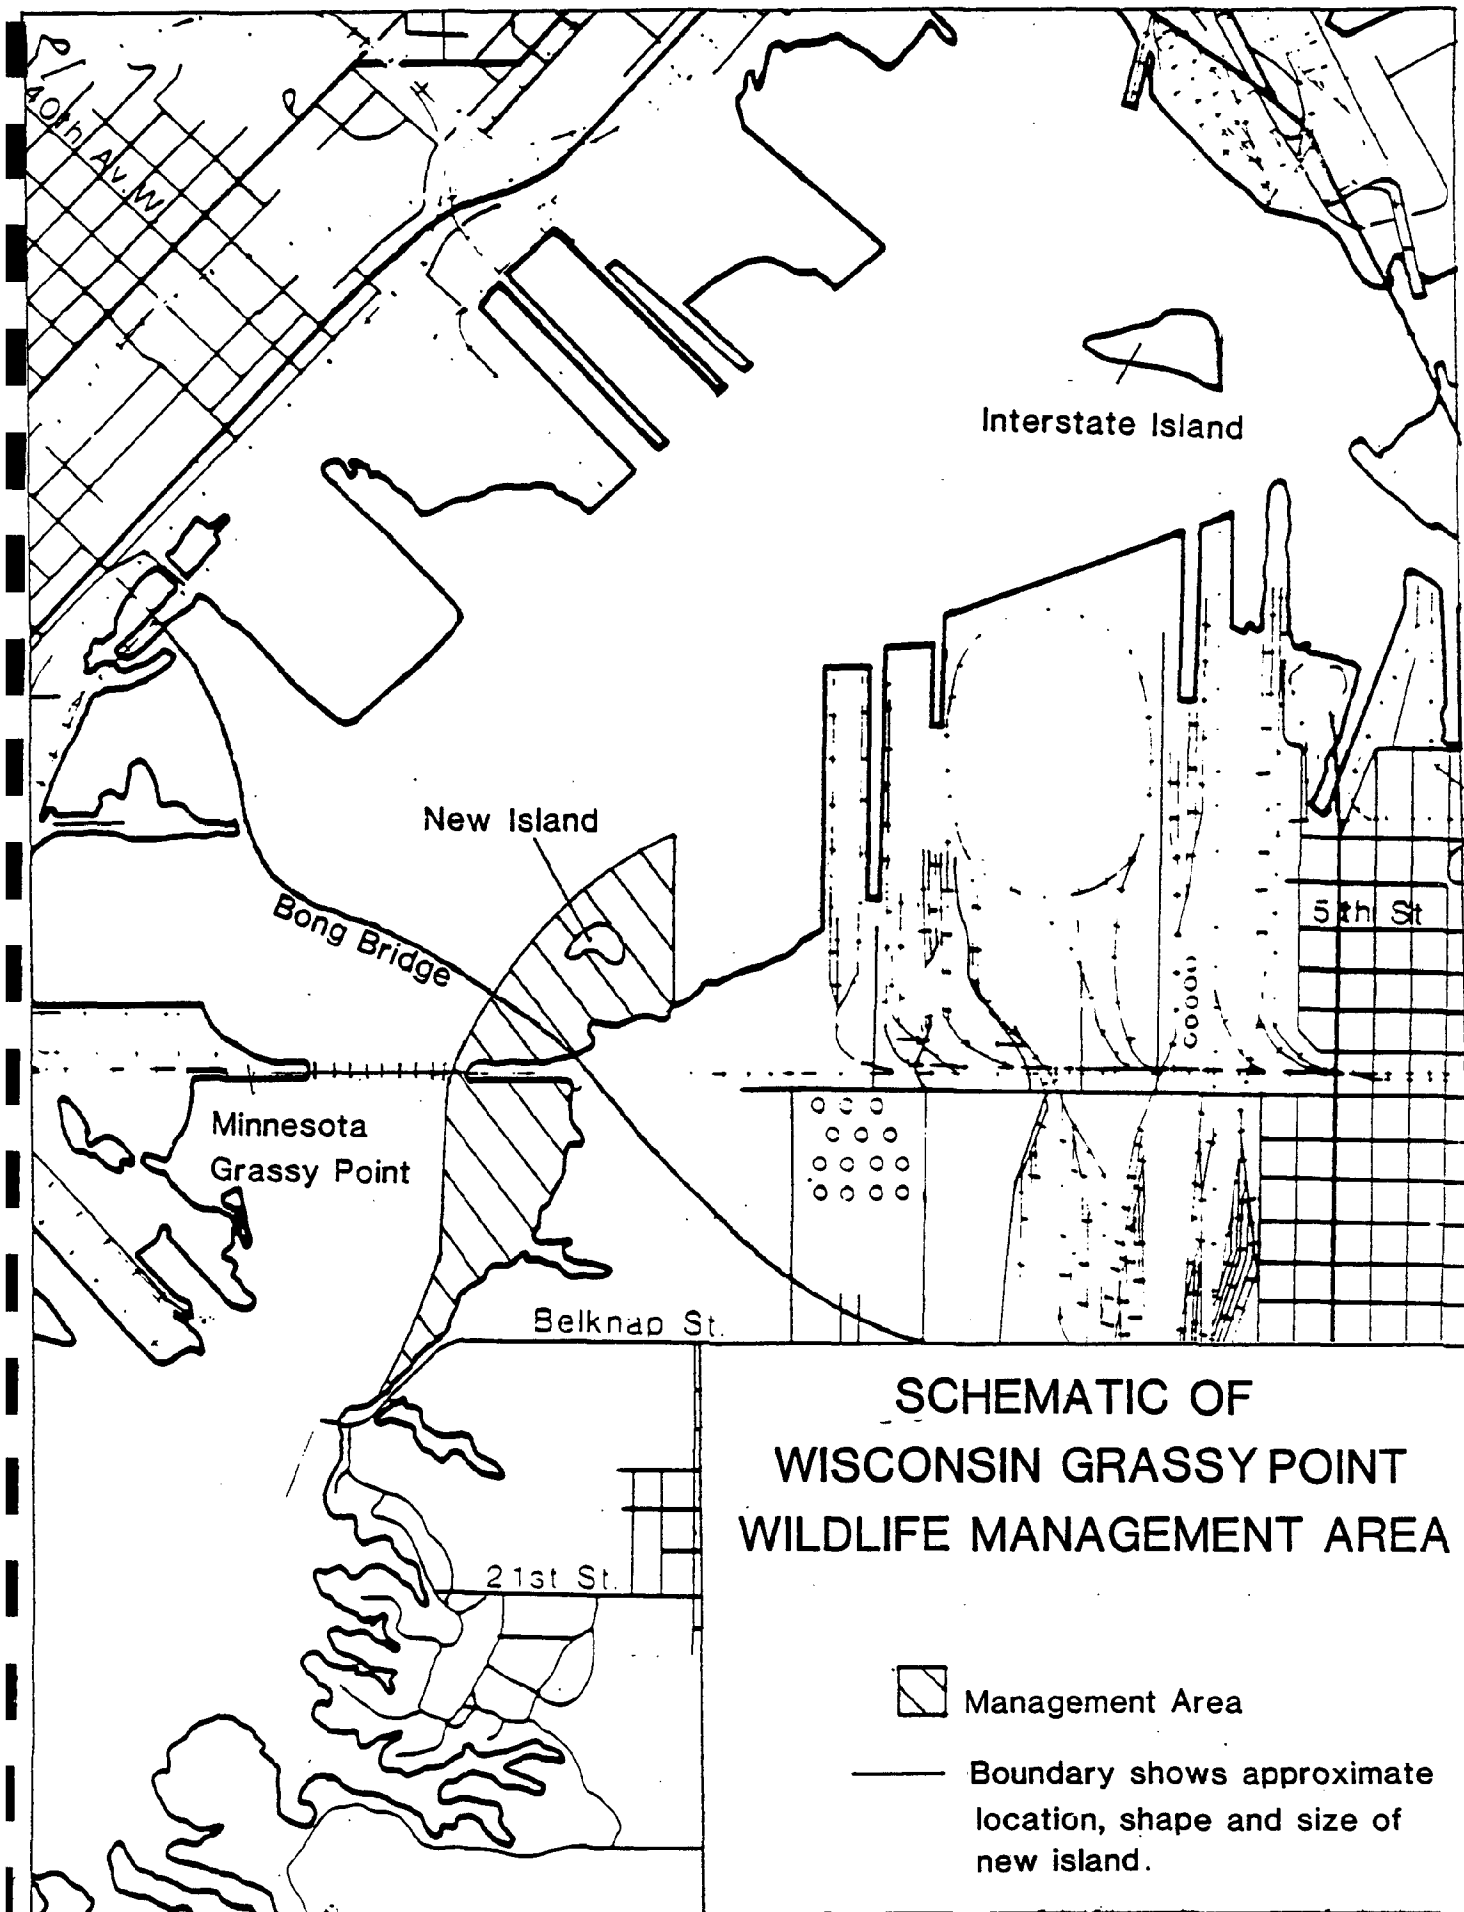 40th Av. W
Interstate Island
New Island
Bong Bridge
5th St
Minnesota
Grassy Point
Belknap St.
SCHEMATIC OF
WISCONSIN GRASSY POINT
WILDLIFE MANAGEMENT AREA
21st St.
Management Area
Boundary shows approximate
location, shape and size of
new island.